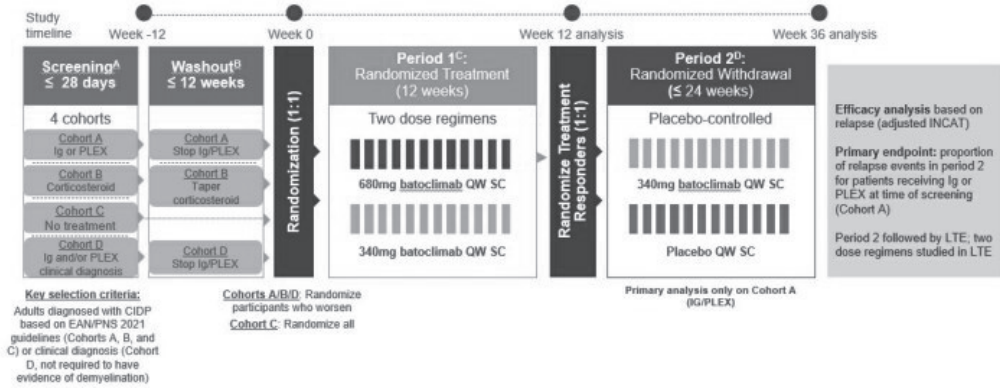 Study
timeline
Week -12
Week 0
Week 12 analysis
Week 36 analysis
Screening^A
≤ 28 days
4 cohorts
Cohort A
Ig or PLEX
Cohort B
Corticosteroid
Cohort C
No treatment
Cohort D
Ig and/or PLEX
clinical diagnosis
Washout^B
≤ 12 weeks
Cohort A
Stop Ig/PLEX
Cohort B
Taper
corticosteroid
Cohort D
Stop Ig/PLEX
Randomization (1:1)
Period 1^C:
Randomized Treatment
(12 weeks)
Two dose regimens
680mg batoclimab QW SC
340mg batoclimab QW SC
Randomize Treatment
Responders (1:1)
Period 2^D:
Randomized Withdrawal
(≤ 24 weeks)
Placebo-controlled
340mg batoclimab QW SC
Placebo QW SC
Efficacy analysis based on
relapse (adjusted INCAT)
Primary endpoint: proportion
of relapse events in period 2
for patients receiving Ig or
PLEX at time of screening
(Cohort A)
Period 2 followed by LTE; two
dose regimens studied in LTE
Key selection criteria:
Adults diagnosed with CIDP
based on EAN/PNS 2021
guidelines (Cohorts A, B, and
C) or clinical diagnosis (Cohort
D, not required to have
evidence of demyelination)
Cohorts A/B/D: Randomize
participants who worsen
Cohort C: Randomize all
Primary analysis only on Cohort A
(IG/PLEX)